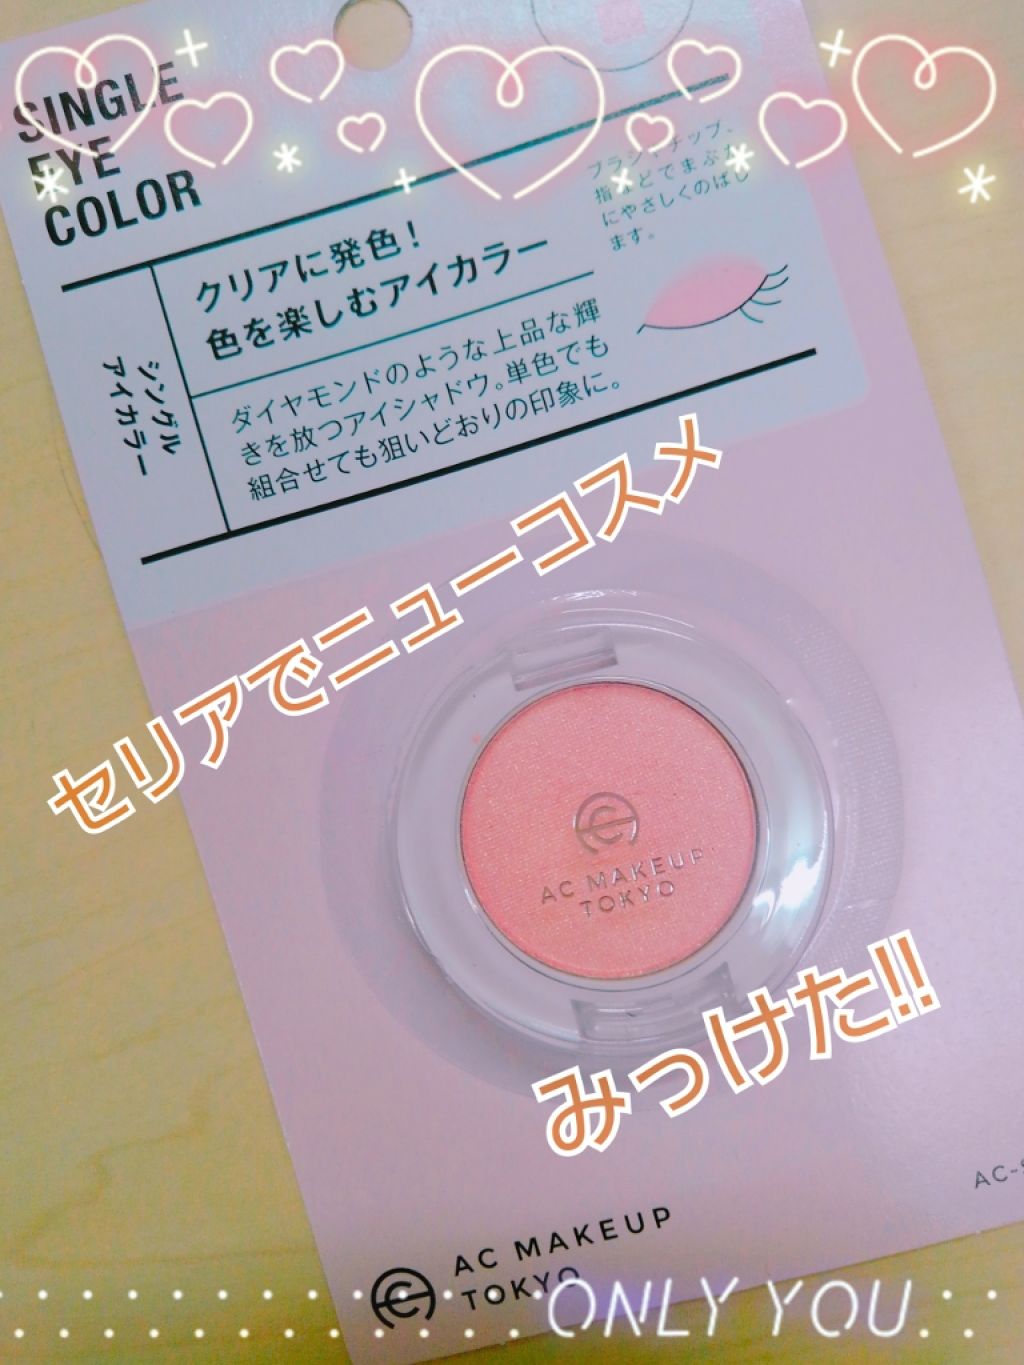 SINGLE
EYE
COLOR
シングル
アイカラー
クリアに発色!
色を楽しむアイカラー
ダイヤモンドのような上品な輝
きを放つアイシャドウ。単色でも
組合せても狙いどおりの印象に。
ブラシやチップ、
指などでまぶた
にやさしくのばし
ます。
セリアでニューコスメ
AC MAKEUP
TOKYO
みっけた!!
AC MAKEUP
TOKYO
ONLY YOU